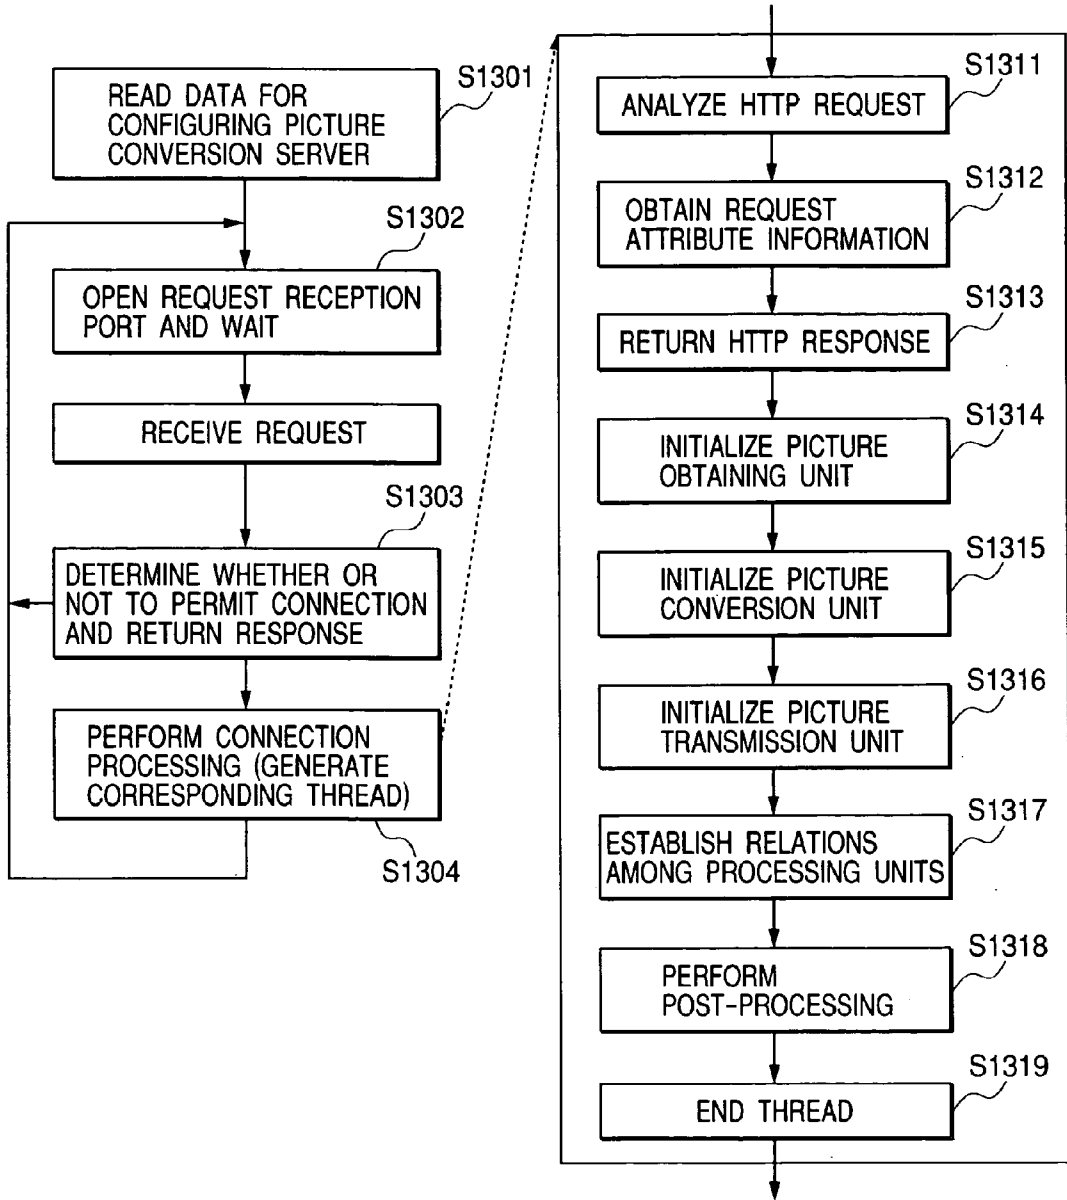 S1301
READ DATA FOR
CONFIGURING PICTURE
CONVERSION SERVER
S1302
OPEN REQUEST RECEPTION
PORT AND WAIT
RECEIVE REQUEST
S1303
DETERMINE WHETHER OR
NOT TO PERMIT CONNECTION
AND RETURN RESPONSE
PERFORM CONNECTION
PROCESSING (GENERATE
CORRESPONDING THREAD)
S1304
S1311
ANALYZE HTTP REQUEST
S1312
OBTAIN REQUEST
ATTRIBUTE INFORMATION
S1313
RETURN HTTP RESPONSE
S1314
INITIALIZE PICTURE
OBTAINING UNIT
S1315
INITIALIZE PICTURE
CONVERSION UNIT
S1316
INITIALIZE PICTURE
TRANSMISSION UNIT
S1317
ESTABLISH RELATIONS
AMONG PROCESSING UNITS
S1318
PERFORM
POST-PROCESSING
S1319
END THREAD